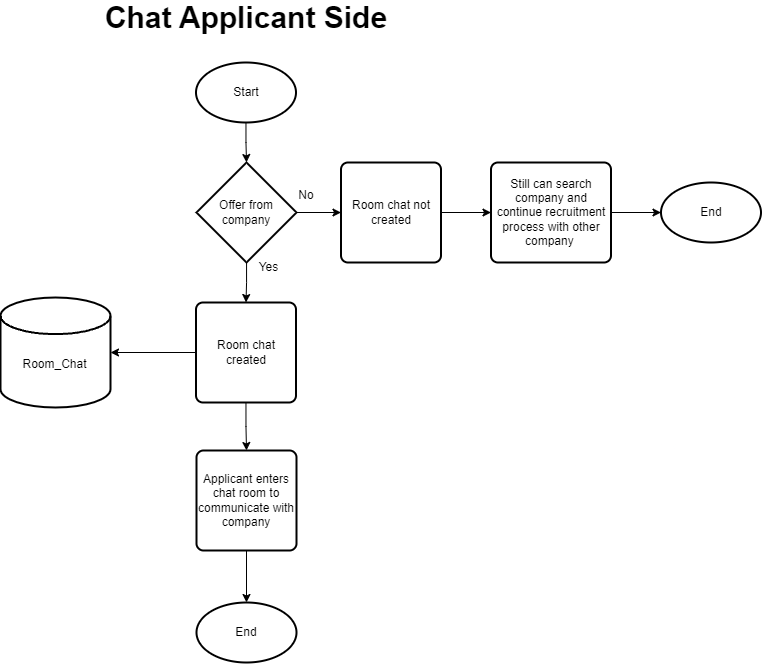 Chat Applicant Side
Start
Offer from
company
No
Room chat not
created
Still can search
company and
continue recruitment
process with other
company
End
Yes
Room chat
created
Room_Chat
Applicant enters
chat room to
communicate with
company
End